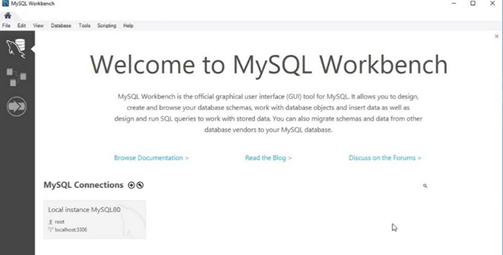 MySQL Workbench
File Edit View Database Tools Scripting Help
Welcome to MySQL Workbench
MySQL Workbench is the official graphical user interface (GUI) tool for MySQL. It allows you to design,
create and browse your database schemas, work with database objects and insert data as well as
design and run SQL queries to work with stored data. You can also migrate schemas and data from other
database vendors to your MySQL database.
Browse Documentation > Read the Blog > Discuss on the Forums >
MySQL Connections
Local instance MySQL80
root
localhost:3306